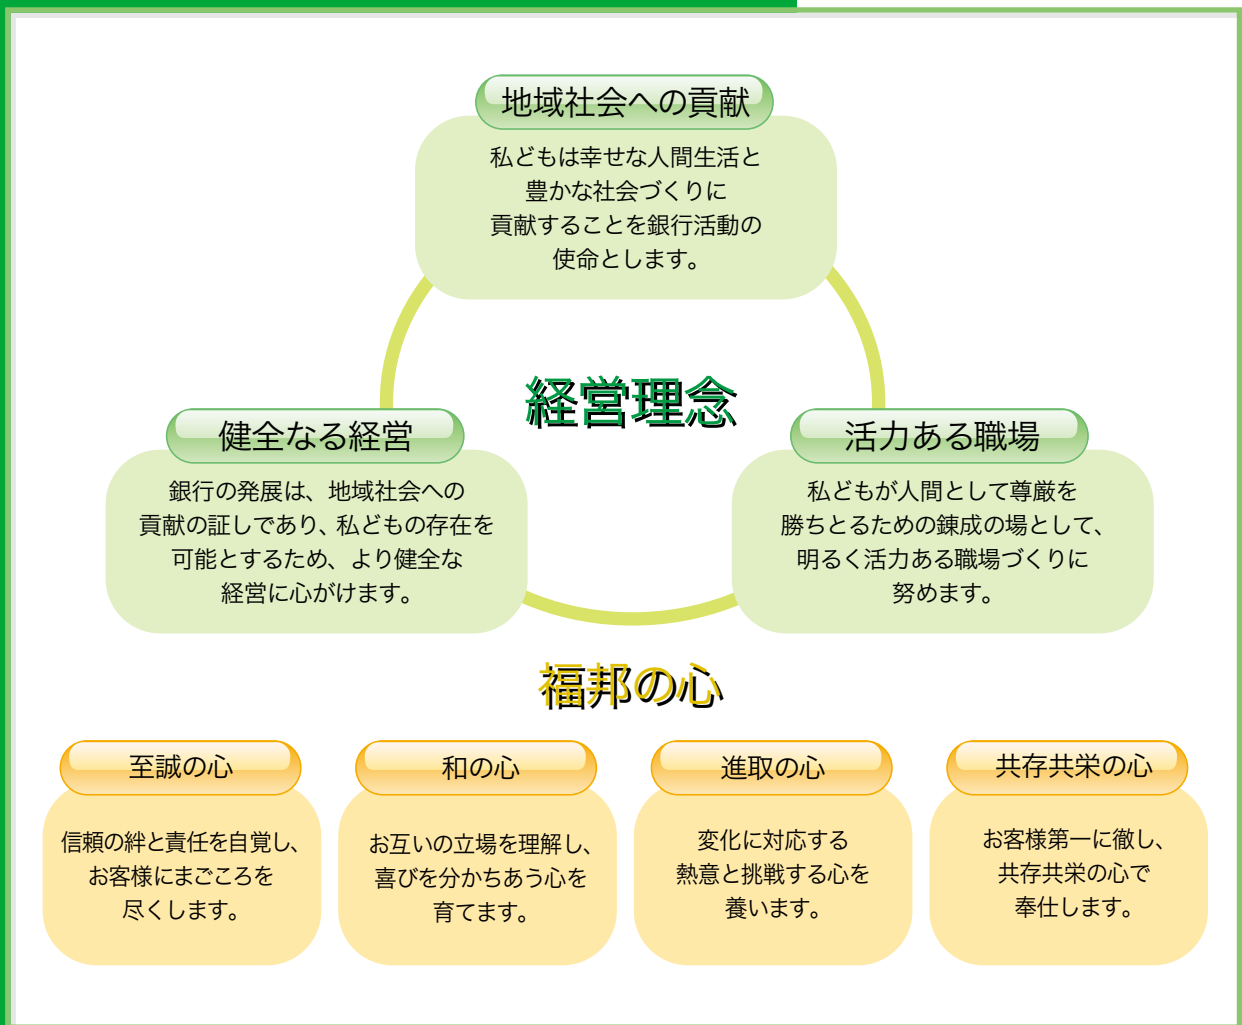 地域社会への貢献
私どもは幸せな人間生活と
豊かな社会づくりに
貢献することを銀行活動の
使命とします。
経営理念
健全なる経営
銀行の発展は、地域社会への
貢献の証しであり、私どもの存在を
可能とするため、より健全な
経営に心がけます。
活力ある職場
私どもが人間として尊厳を
勝ちとるための錬成の場として、
明るく活力ある職場づくりに
努めます。
福邦の心
至誠の心
信頼の絆と責任を自覚し、
お客様にまごころを
尽くします。
和の心
お互いの立場を理解し、
喜びを分かちあう心を
育てます。
進取の心
変化に対応する
熱意と挑戦する心を
養います。
共存共栄の心
お客様第一に徹し、
共存共栄の心で
奉仕します。